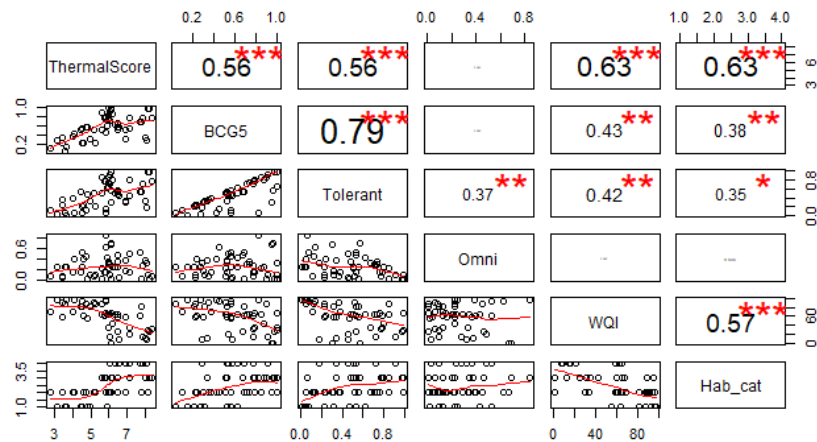 0.2 0.6 1.0 0.0 0.4 0.8 1.0 2.0 3.0 4.0
ThermalScore 0.56 *** 0.56 *** 0.63 *** 0.63 *** 3 6
0.2 1.0 BCG5 0.79 *** 0.43 ** 0.38 **
Tolerant 0.37 ** 0.42 ** 0.35 * 0.0 0.8
0.0 0.6 Omni
WQI 0.57 *** 0 60
1.0 3.5 Hab_cat
3 5 7 0.0 0.4 0.8 0 40 80